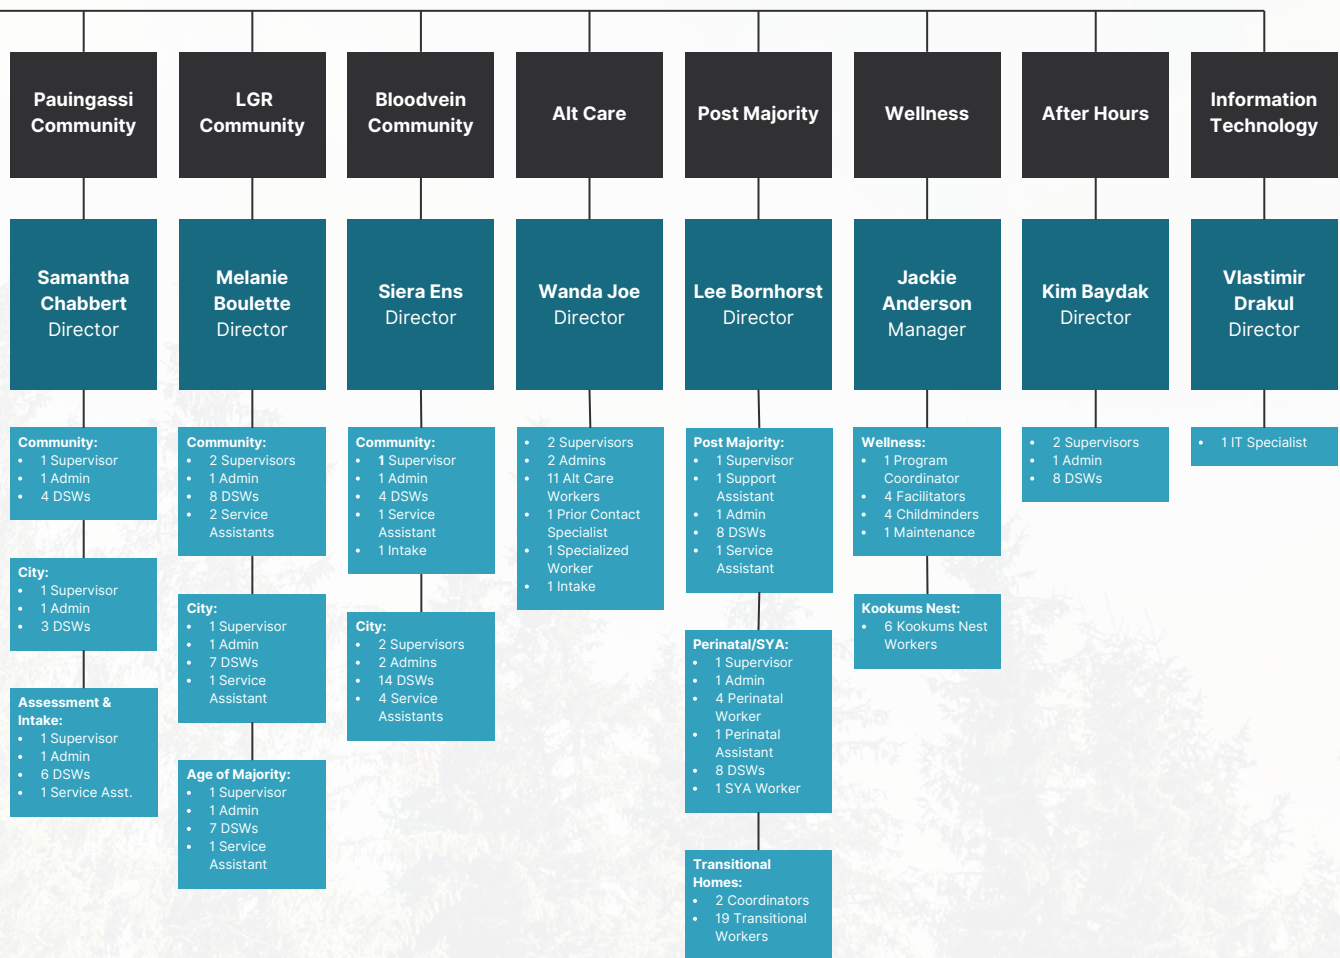 Pauingassi
Community
LGR
Community
Bloodvein
Community
Alt Care
Post Majority
Wellness
After Hours
Information
Technology
Samantha
Chabbert
Director
Melanie
Boulette
Director
Siera Ens
Director
Wanda Joe
Director
Lee Bornhorst
Director
Jackie
Anderson
Manager
Kim Baydak
Director
Vlastimir
Drakul
Director
Community:
• 1 Supervisor
• 1 Admin
• 4 DSWs
City:
• 1 Supervisor
• 1 Admin
• 3 DSWs
Assessment &
Intake:
• 1 Supervisor
• 1 Admin
• 6 DSWs
• 1 Service Asst.
Community:
• 2 Supervisors
• 1 Admin
• 8 DSWs
• 2 Service
Assistants
City:
• 1 Supervisor
• 1 Admin
• 7 DSWs
• 1 Service
Assistant
Age of Majority:
• 1 Supervisor
• 1 Admin
• 7 DSWs
• 1 Service
Assistant
Community:
• 1 Supervisor
• 1 Admin
• 4 DSWs
• 1 Service
Assistant
• 1 Intake
City:
• 2 Supervisors
• 2 Admins
• 14 DSWs
• 4 Service
Assistants
• 2 Supervisors
• 2 Admins
• 11 Alt Care
Workers
• 1 Prior Contact
Specialist
• 1 Specialized
Worker
• 1 Intake
Post Majority:
• 1 Supervisor
• 1 Support
Assistant
• 1 Admin
• 8 DSWs
• 1 Service
Assistant
Perinatal/SYA:
• 1 Supervisor
• 1 Admin
• 4 Perinatal
Worker
• 1 Perinatal
Assistant
• 8 DSWs
• 1 SYA Worker
Transitional
Homes:
• 2 Coordinators
• 19 Transitional
Workers
Wellness:
• 1 Program
Coordinator
• 4 Facilitators
• 4 Childminders
• 1 Maintenance
Kookums Nest:
• 6 Kookums Nest
Workers
• 2 Supervisors
• 1 Admin
• 8 DSWs
• 1 IT Specialist